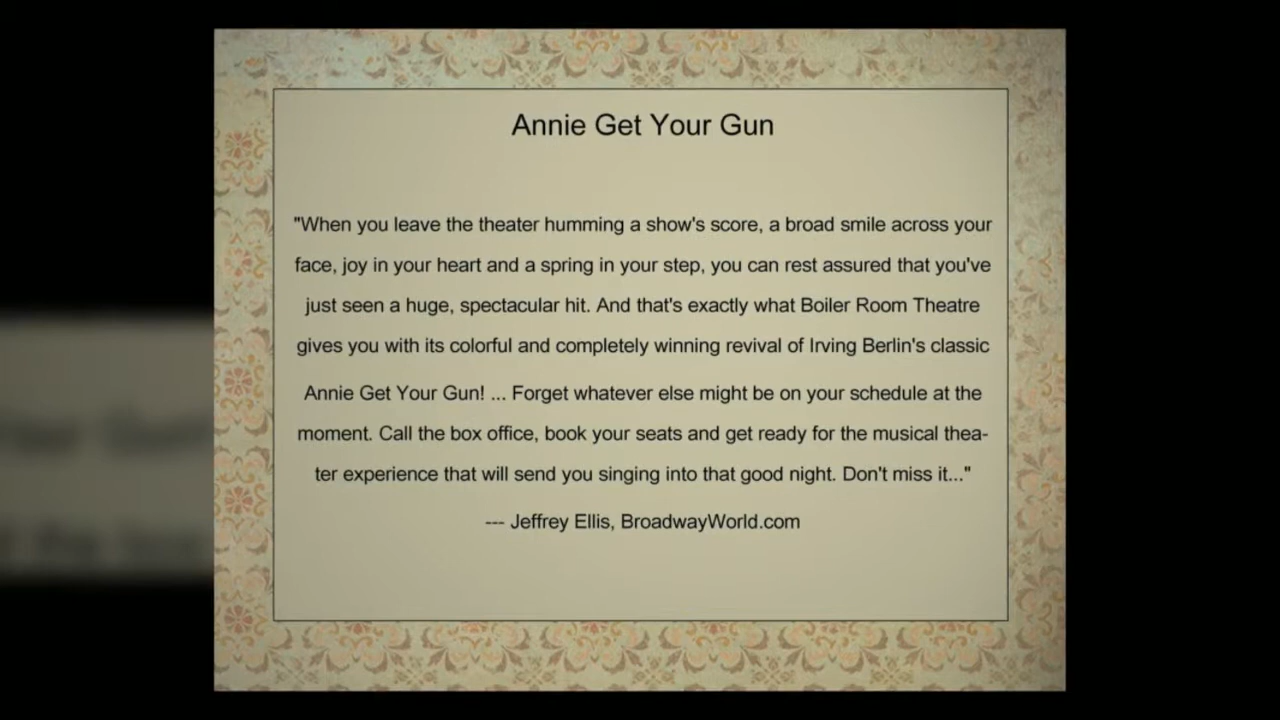 Annie Get Your Gun
"When you leave the theater humming a show's score, a broad smile across your
face, joy in your heart and a spring in your step, you can rest assured that you've
just seen a huge, spectacular hit. And that's exactly what Boiler Room Theatre
gives you with its colorful and completely winning revival of Irving Berlin's classic
Annie Get Your Gun! ... Forget whatever else might be on your schedule at the
moment. Call the box office, book your seats and get ready for the musical thea-
ter experience that will send you singing into that good night. Don't miss it..."
--- Jeffrey Ellis, BroadwayWorld.com